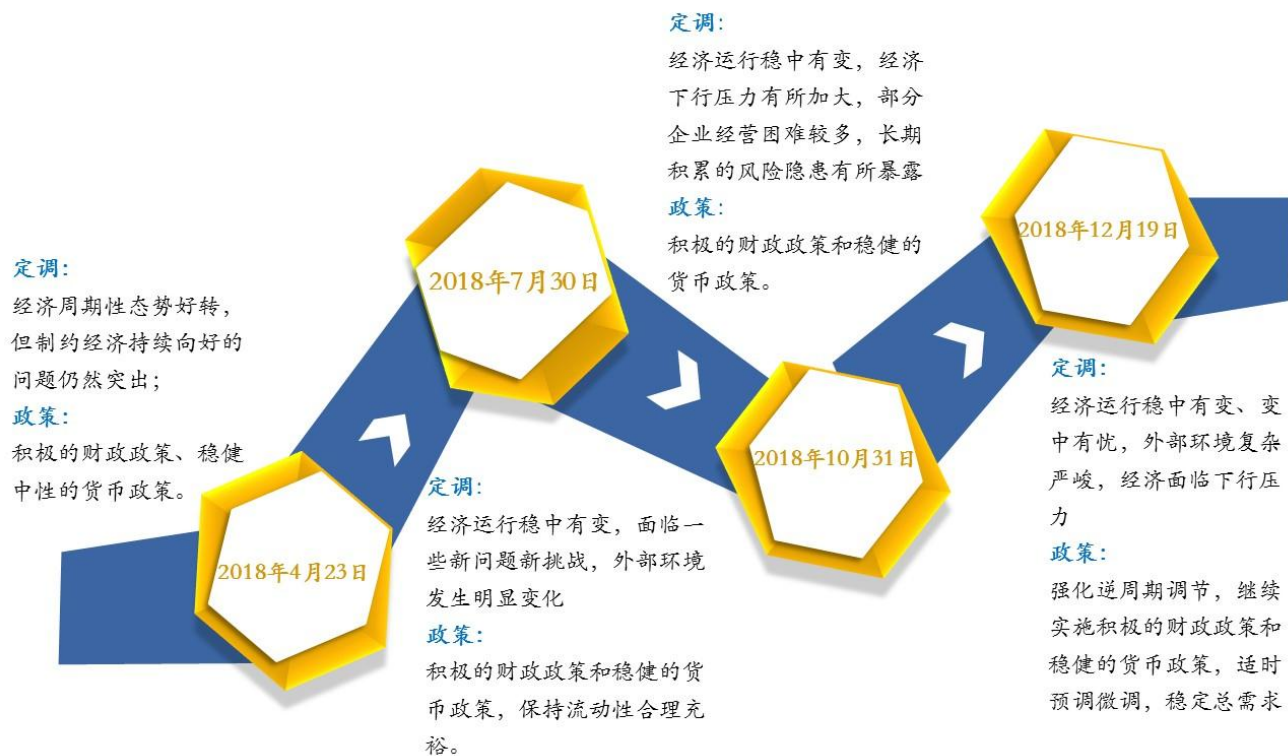 定调：
经济周期性态势好转，
但制约经济持续向好的
问题仍然突出；
政策：
积极的财政政策、稳健
中性的货币政策。
2018年4月23日
2018年7月30日
定调：
经济运行稳中有变，面临一
些新问题新挑战，外部环境
发生明显变化
政策：
积极的财政政策和稳健的货
币政策，保持流动性合理充
裕。
定调：
经济运行稳中有变，经济
下行压力有所加大，部分
企业经营困难较多，长期
积累的风险隐患有所暴露
政策：
积极的财政政策和稳健的
货币政策。
2018年10月31日
2018年12月19日
定调：
经济运行稳中有变、变
中有忧，外部环境复杂
严峻，经济面临下行压
力
政策：
强化逆周期调节，继续
实施积极的财政政策和
稳健的货币政策，适时
预调微调，稳定总需求